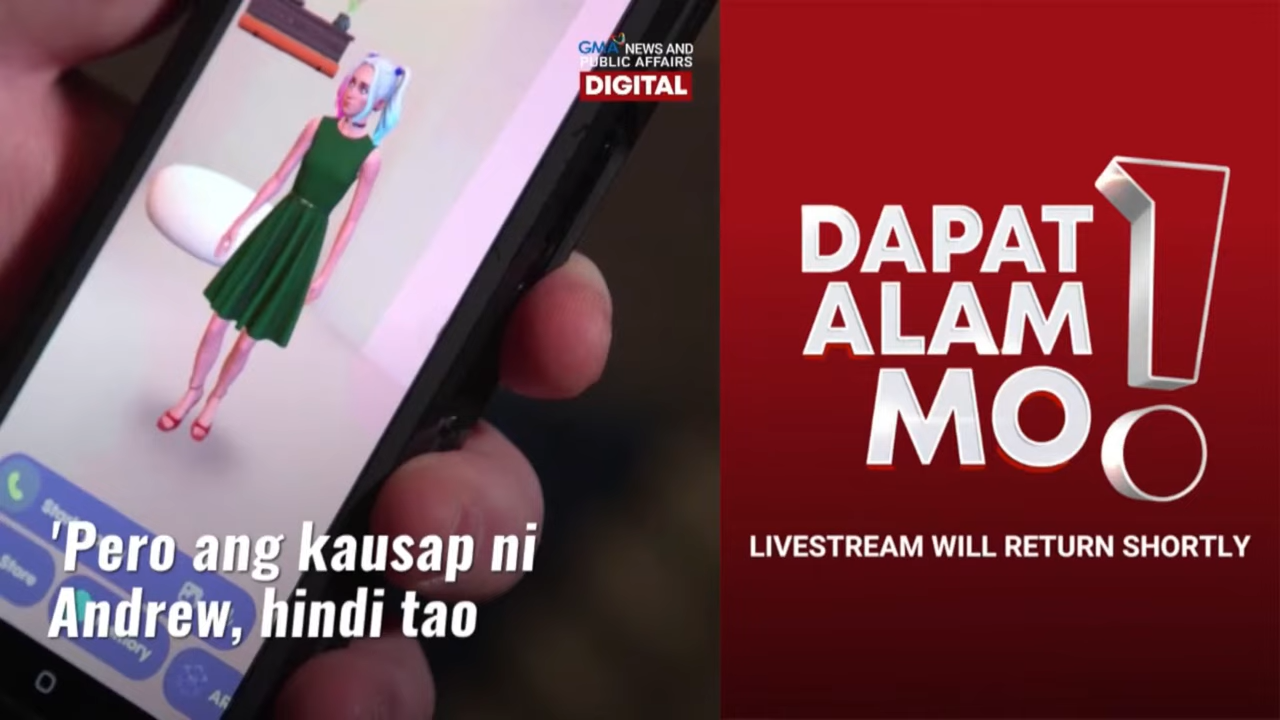 GMA NEWS AND
PUBLIC AFFAIRS
DIGITAL
'Pero ang kausap ni
Andrew, hindi tao
Store
DAPAT
ALAM
MO!
LIVESTREAM WILL RETURN SHORTLY